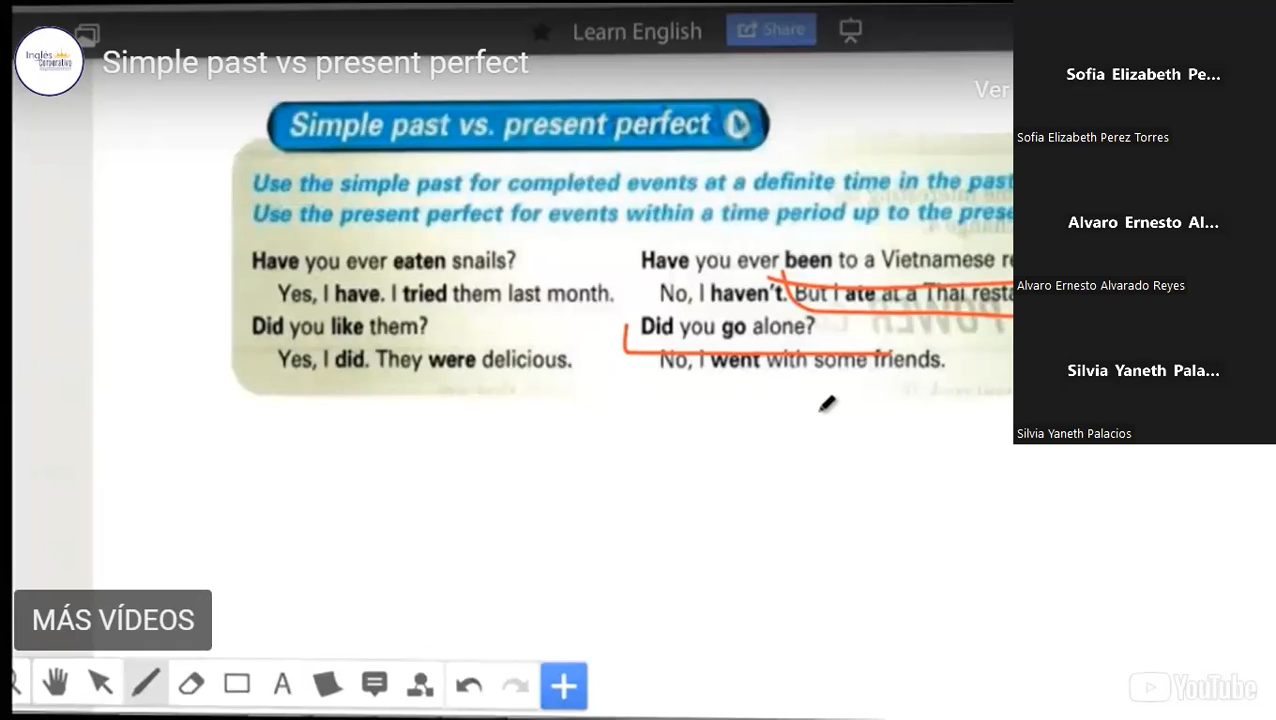 Learn English
Share
Inglés
Corporativo
Simple past vs present perfect
Ver
Simple past vs. present perfect
Use the simple past for completed events at a definite time in the past
Use the present perfect for events within a time period up to the
Have you ever eaten snails?
Yes, I have. I tried them last month.
Did you like them?
Yes, I did. They were delicious.
Have you ever been to a Vietnamese
No, I haven't. But I ate at a Thai
Did you go alone?
No, I went with some friends.
Sofia Elizabeth Pe...
Sofia Elizabeth Perez Torres
Alvaro Ernesto Al...
Alvaro Ernesto Alvarado Reyes
Silvia Yaneth Pala...
Silvia Yaneth Palacios
MÁS VÍDEOS
A
YouTube